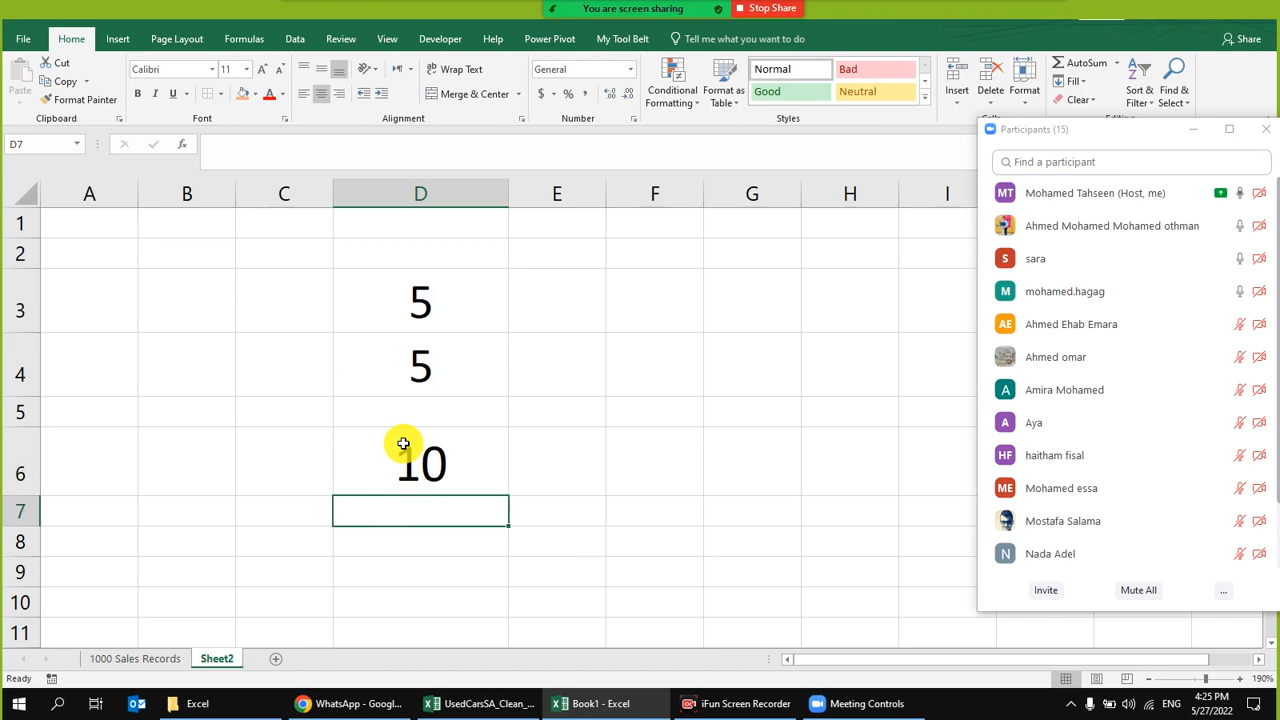 You are screen sharing
Stop Share
File Home Insert Page Layout Formulas Data Review View Developer Help Power Pivot My Tool Belt Tell me what you want to do Share
Paste
Cut
Copy
Format Painter
Clipboard
Calibri 11
B I U
Font
Wrap Text
Merge & Center
Alignment
General
$ %
Number
Conditional Formatting
Format as Table
Normal Bad
Good Neutral
Styles
Insert Delete Format
AutoSum
Fill
Clear
Sort & Filter
Find & Select
D7
fx
A B C D E F G H I
1
2
3 5
4 5
5
6 10
7
8
9
10
11
Participants (15)
Find a participant
MT Mohamed Tahseen (Host, me)
Ahmed Mohamed Mohamed othman
S sara
M mohamed.hagag
AE Ahmed Ehab Emara
Ahmed omar
A Amira Mohamed
A Aya
HF haitham fisal
ME Mohamed essa
Mostafa Salama
N Nada Adel
Invite Mute All ...
1000 Sales Records Sheet2
Ready
190%
Excel
WhatsApp - Googl...
UsedCarsSA_Clean_...
Book1 - Excel
iFun Screen Recorder
Meeting Controls
4:25 PM
5/27/2022